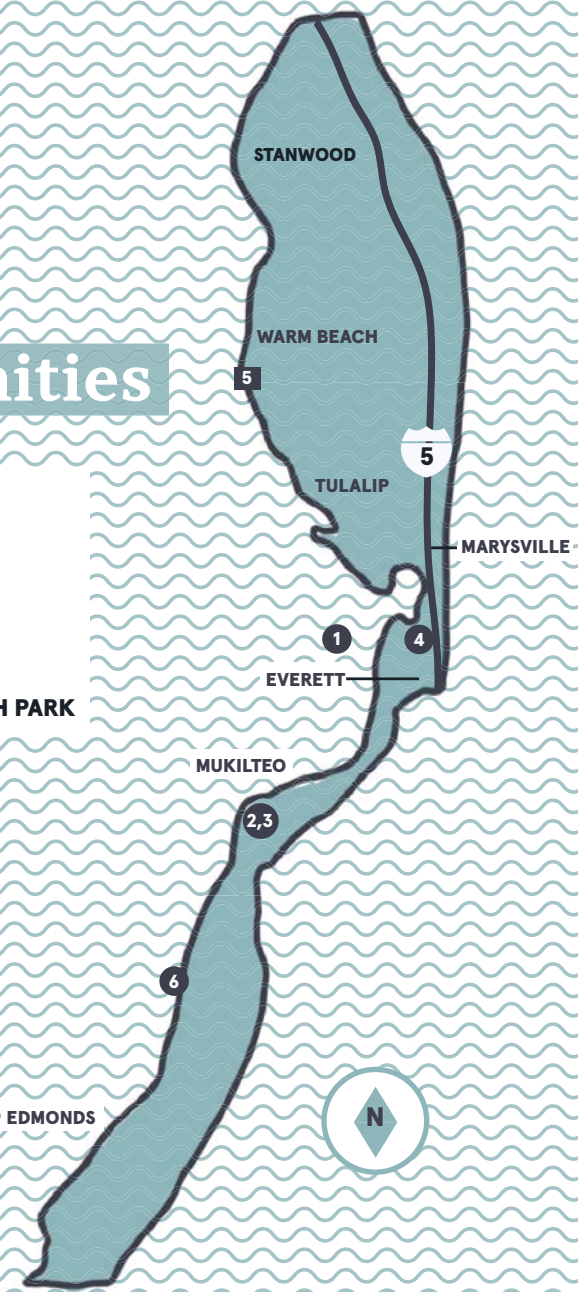 STANWOOD
WARM BEACH
nities
5
5
TULALIP
MARYSVILLE
1
4
EVERETT
H PARK
MUKILTEO
2,3
6
EDMONDS
N